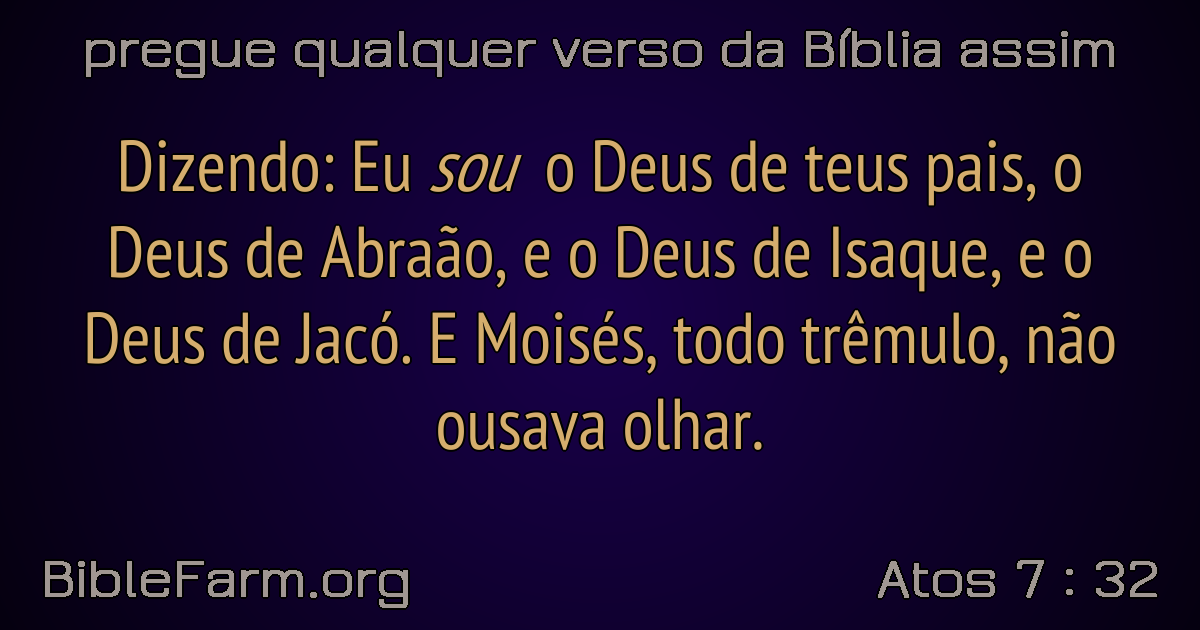 pregue qualquer verso da Bíblia assim
Dizendo: Eu sou o Deus de teus pais, o
Deus de Abraão, e o Deus de Isaque, e o
Deus de Jacó. E Moisés, todo trêmulo, não
ousava olhar.
BibleFarm.org
Atos 7 : 32